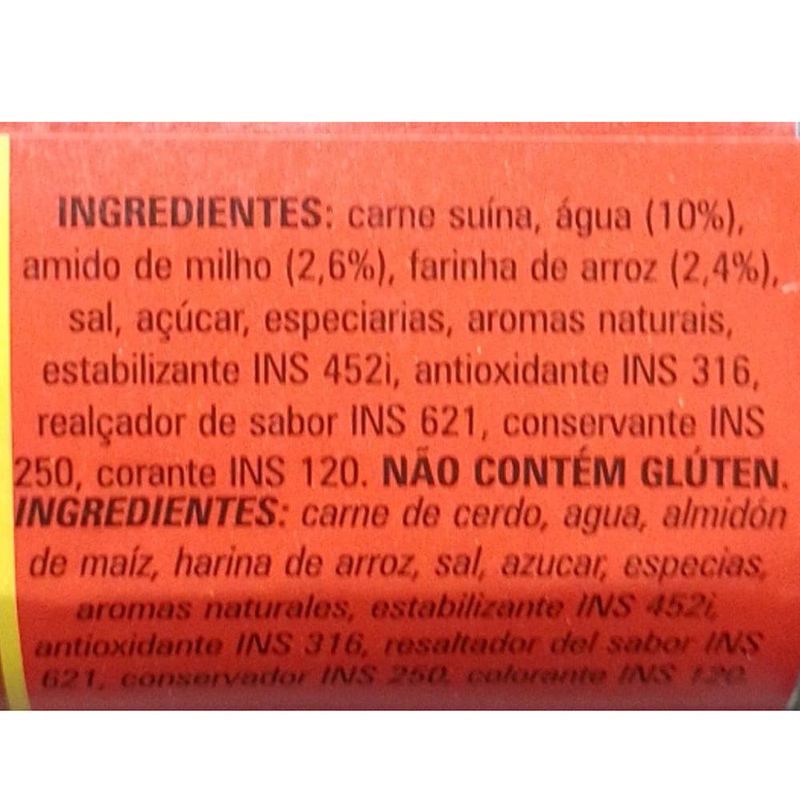 INGREDIENTES: carne suína, água (10%),
amido de milho (2,6%), farinha de arroz (2,4%),
sal, açúcar, especiarias, aromas naturais,
estabilizante INS 452i, antioxidante INS 316,
realçador de sabor INS 621, conservante INS
250, corante INS 120. NÃO CONTÉM GLÚTEN.
INGREDIENTES: carne de cerdo, agua, almidón
de maíz, harina de arroz, sal, azucar, especias,
aromas naturales, estabilizante INS 452i,
antioxidante INS 316, resaltador del sabor INS
621, conservador INS 250, colorante INS 120.